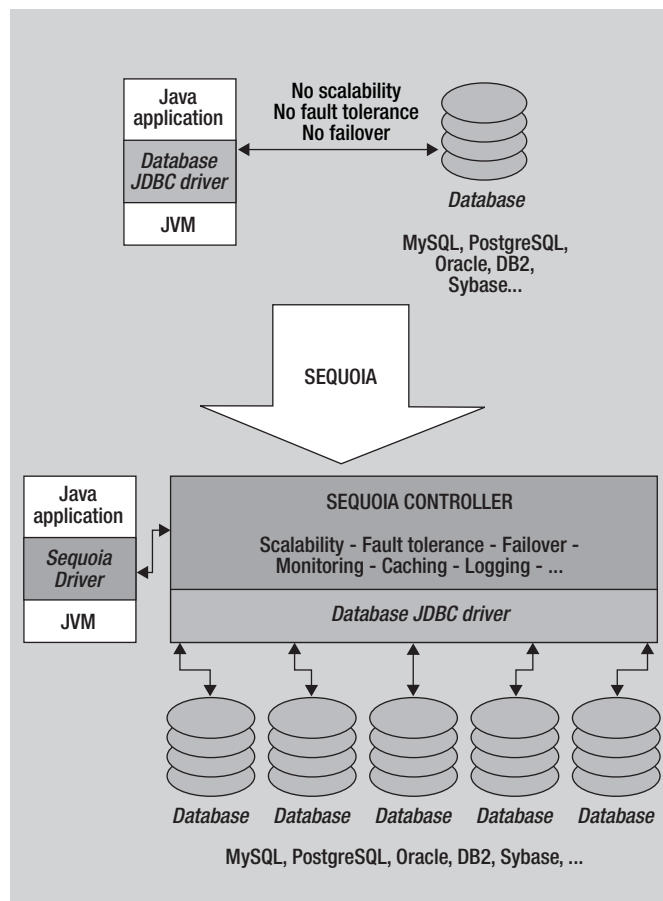 Java
application
Database
JDBC driver
JVM
No scalability
No fault tolerance
No failover
Database
MySQL, PostgreSQL,
Oracle, DB2,
Sybase...
SEQUOIA
Java
application
Sequoia
Driver
JVM
SEQUOIA CONTROLLER
Scalability - Fault tolerance - Failover -
Monitoring - Caching - Logging - ...
Database JDBC driver
Database Database Database Database Database
MySQL, PostgreSQL, Oracle, DB2, Sybase, ...